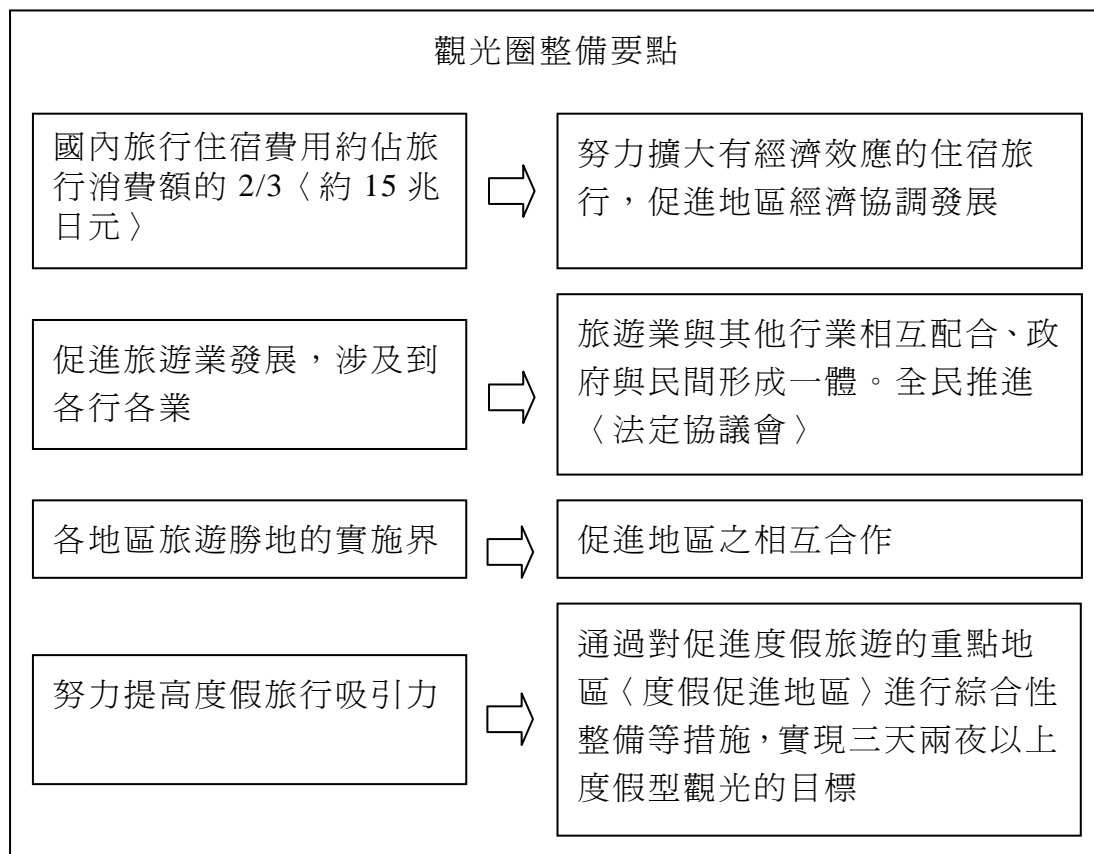 觀光圈整備要點
國內旅行住宿費用約佔旅
行消費額的 2/3〈約 15 兆
日元〉
努力擴大有經濟效應的住宿旅
行，促進地區經濟協調發展
促進旅遊業發展，涉及到
各行各業
旅遊業與其他行業相互配合、政
府與民間形成一體。全民推進
〈法定協議會〉
各地區旅遊勝地的實施界
促進地區之相互合作
努力提高度假旅行吸引力
通過對促進度假旅遊的重點地
區〈度假促進地區〉進行綜合性
整備等措施，實現三天兩夜以上
度假型觀光的目標